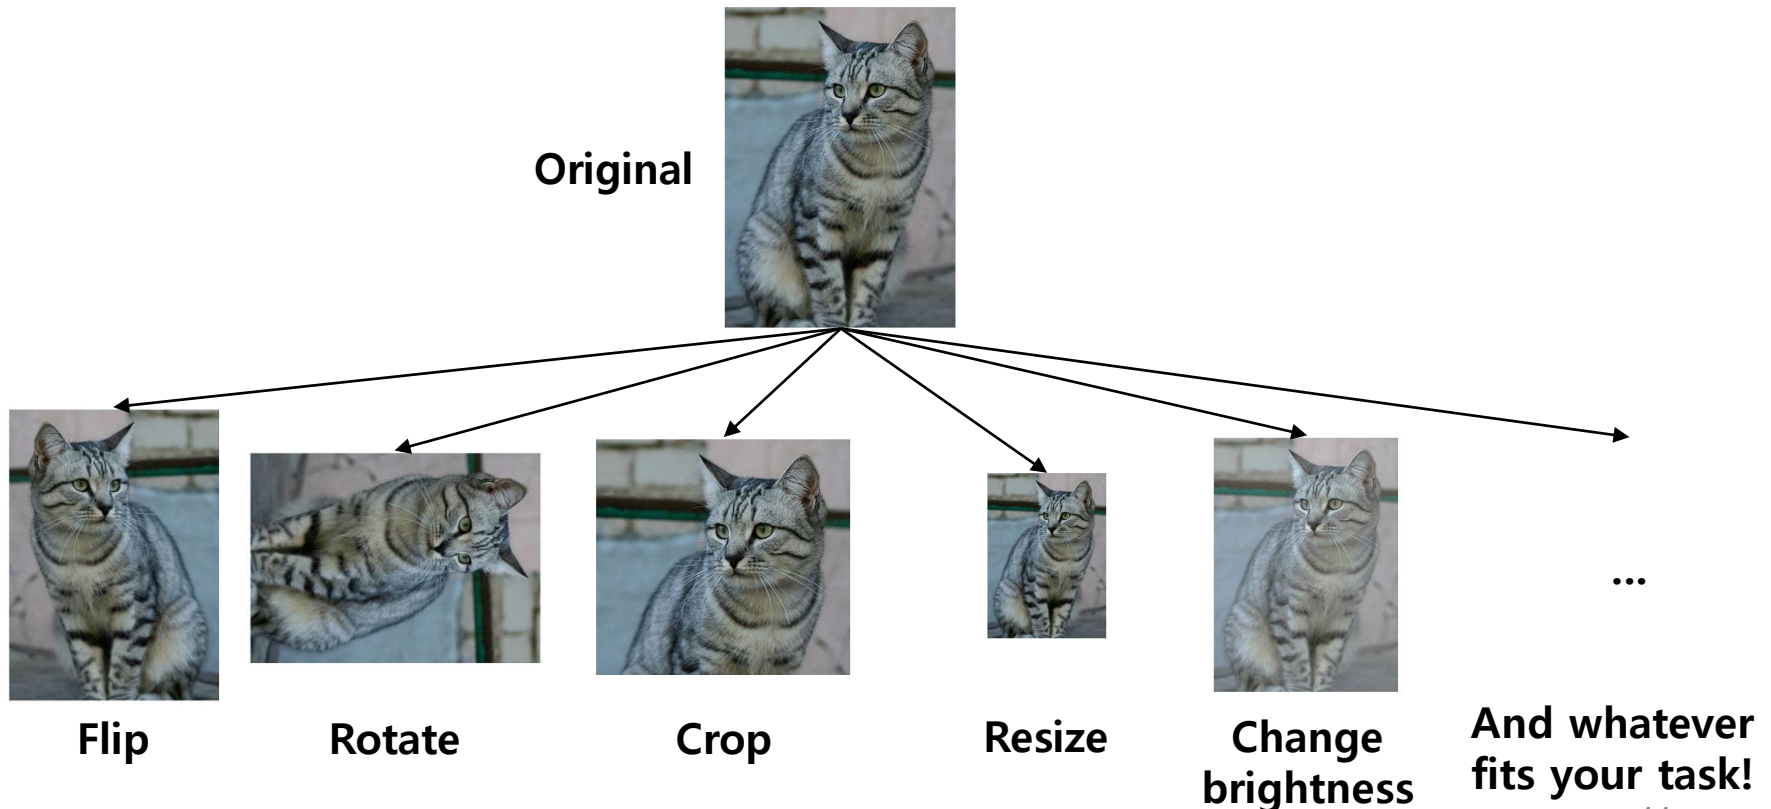 Original
Flip
Rotate
Crop
Resize
Change
brightness
...
And whatever
fits your task!